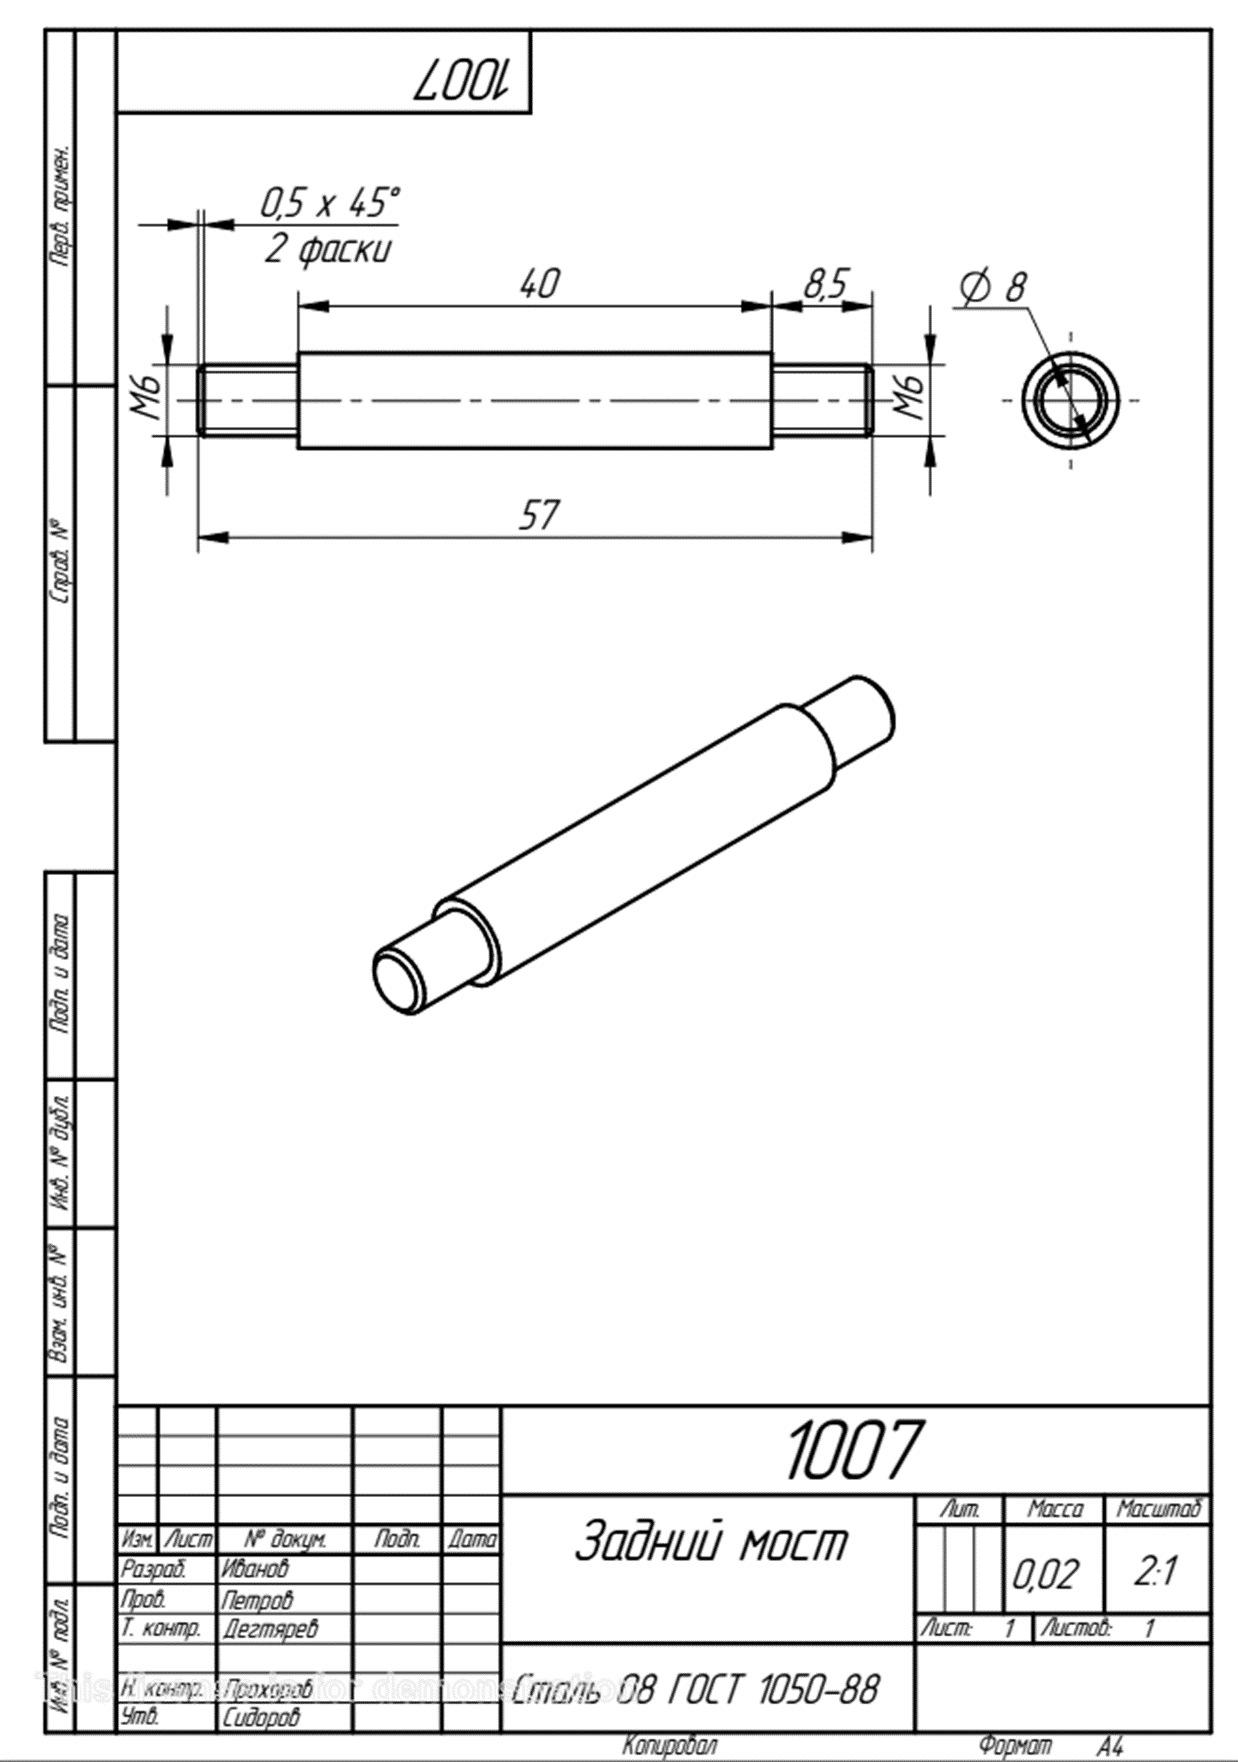 1007
Перв. примен.
0,5 x 45°
2 фаски
40
8,5
Ø 8
M6
M6
57
Справ. №
Подп. и дата
Инв. № дубл.
Взам. инв. №
Подп. и дата
Инв. № подл.
1007
Изм. Лист № докум. Подп. Дата
Разраб. Иванов
Пров. Петров
Т. контр. Дегтярев
Н. контр. Прохоров
Утв. Сидоров
Задний мост
Лит. Масса Масштаб
0,02 2:1
Лист: 1 Листов: 1
Сталь 08 ГОСТ 1050-88
Копировал Формат А4